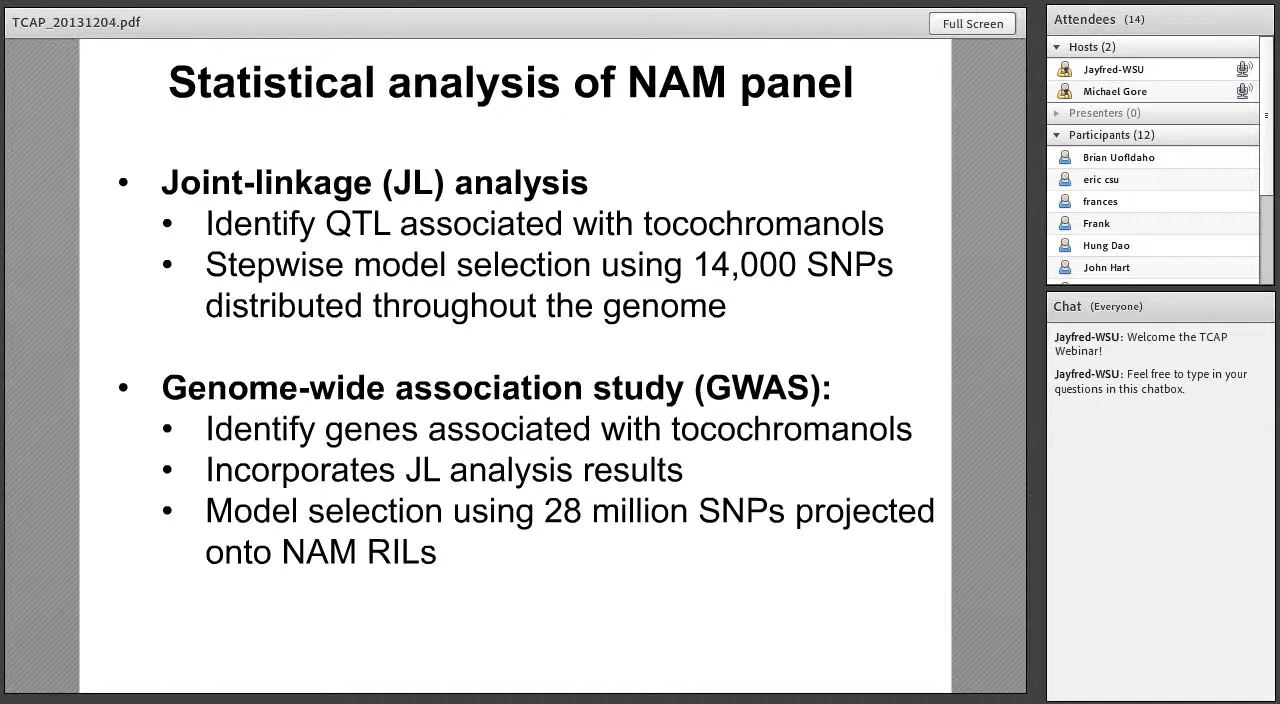 TCAP_20131204.pdf
Full Screen
Statistical analysis of NAM panel
• Joint-linkage (JL) analysis
• Identify QTL associated with tocochromanols
• Stepwise model selection using 14,000 SNPs
distributed throughout the genome
• Genome-wide association study (GWAS):
• Identify genes associated with tocochromanols
• Incorporates JL analysis results
• Model selection using 28 million SNPs projected
onto NAM RILs
Attendees (14)
Hosts (2)
Jayfred-WSU
Michael Gore
Presenters (0)
Participants (12)
Brian UofIdaho
eric csu
frances
Frank
Hung Dao
John Hart
Chat (Everyone)
Jayfred-WSU: Welcome the TCAP
Webinar!
Jayfred-WSU: Feel free to type in your
questions in this chatbox.